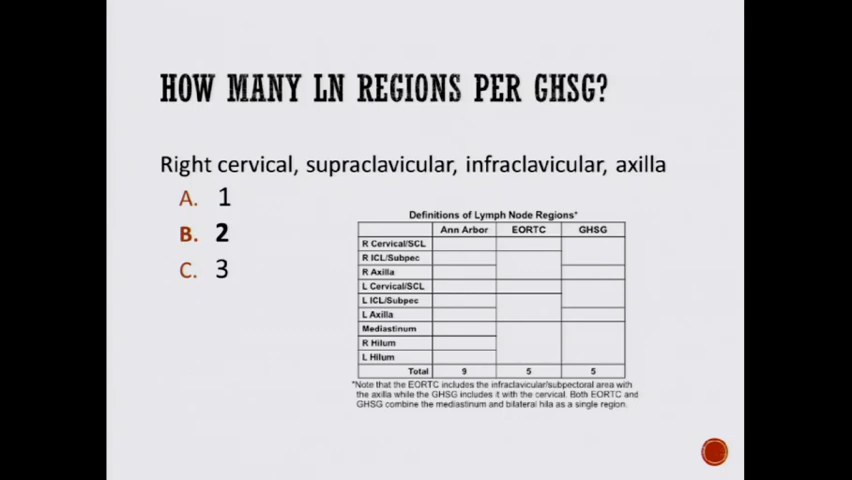 HOW MANY LN REGIONS PER GHSG?
Right cervical, supraclavicular, infraclavicular, axilla
A. 1
B. 2
C. 3
Definitions of Lymph Node Regions*
Ann Arbor EORTC GHSG
R Cervical/SCL
R ICL/Subpec
R Axilla
L Cervical/SCL
L ICL/Subpec
L Axilla
Mediastinum
R Hilum
L Hilum
Total 9 5 5
*Note that the EORTC includes the infraclavicular/subpectoral area with
the axilla while the GHSG includes it with the cervical. Both EORTC and
GHSG combine the mediastinum and bilateral hila as a single region.